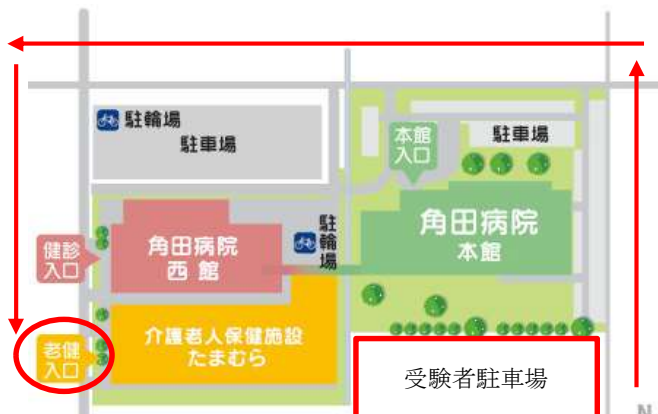 駐輪場
駐車場
本館
入口
駐車場
健診
入口
角田病院
西館
駐輪場
角田病院
本館
老健
入口
介護老人保健施設
たまむら
受験者駐車場
N